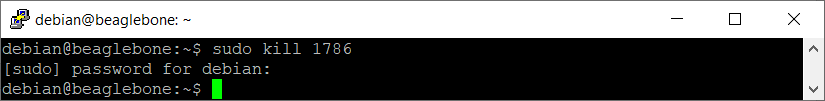 debian@beaglebone: ~
debian@beaglebone:~$ sudo kill 1786
[sudo] password for debian:
debian@beaglebone:~$